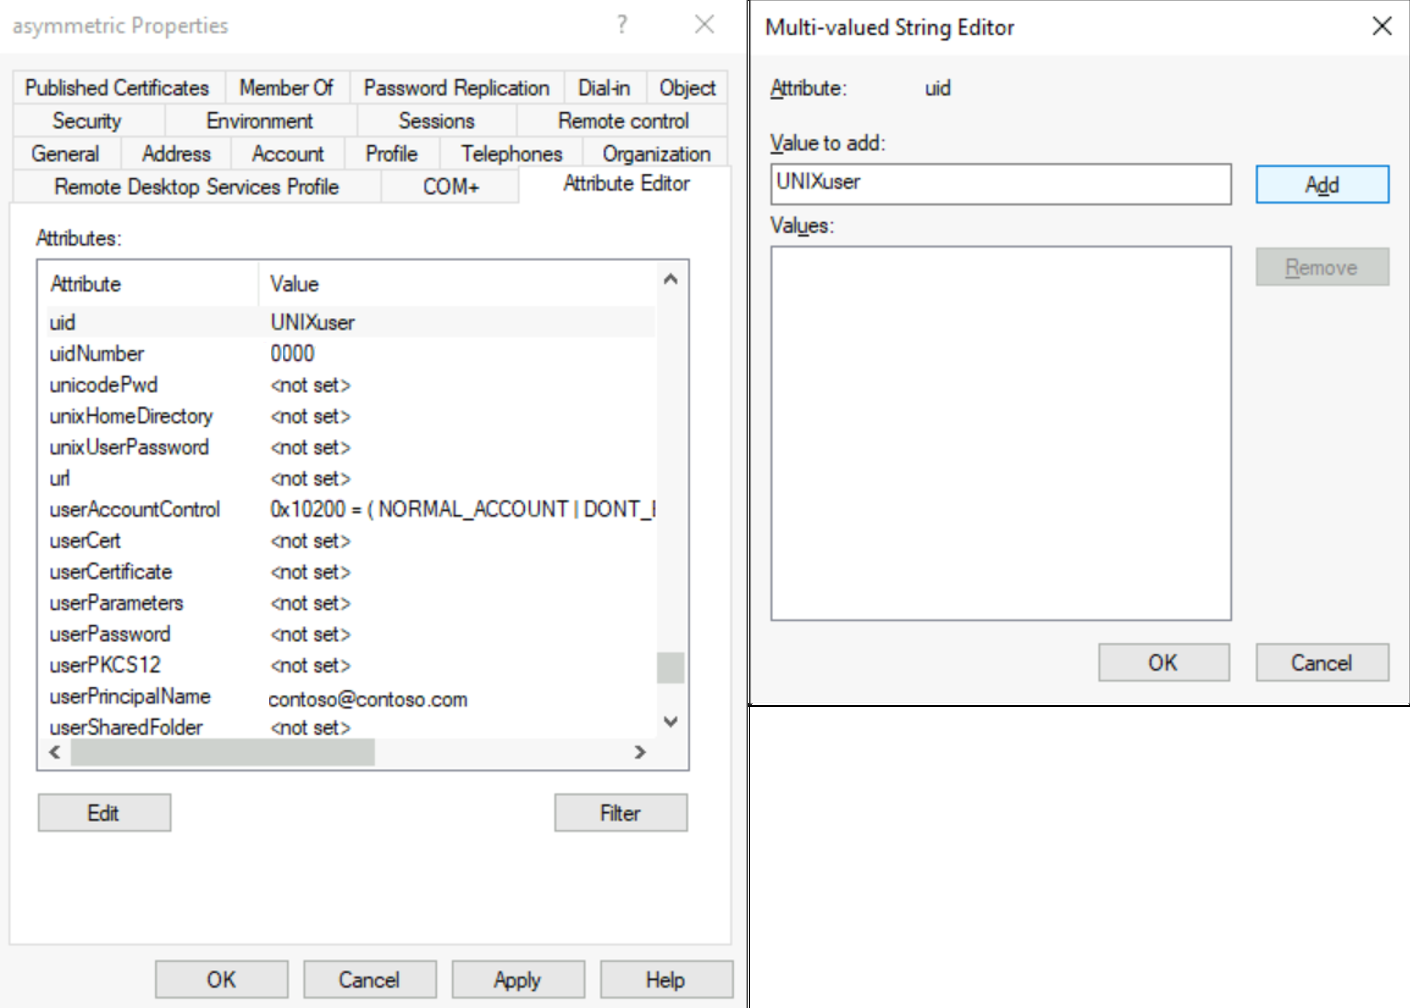 asymmetric Properties ?
Published Certificates Member Of Password Replication Dial-in Object
Security Environment Sessions Remote control
General Address Account Profile Telephones Organization
Remote Desktop Services Profile COM+ Attribute Editor
Attributes:
Attribute Value
uid UNIXuser
uidNumber 0000
unicodePwd <not set>
unixHomeDirectory <not set>
unixUserPassword <not set>
url <not set>
userAccountControl 0x10200 = ( NORMAL_ACCOUNT | DONT_
userCert <not set>
userCertificate <not set>
userParameters <not set>
userPassword <not set>
userPKCS12 <not set>
userPrincipalName contoso@contoso.com
userSharedFolder <not set>
Edit Filter
OK Cancel Apply Help
Multi-valued String Editor
Attribute: uid
Value to add:
UNIXuser Add
Values:
Remove
OK Cancel